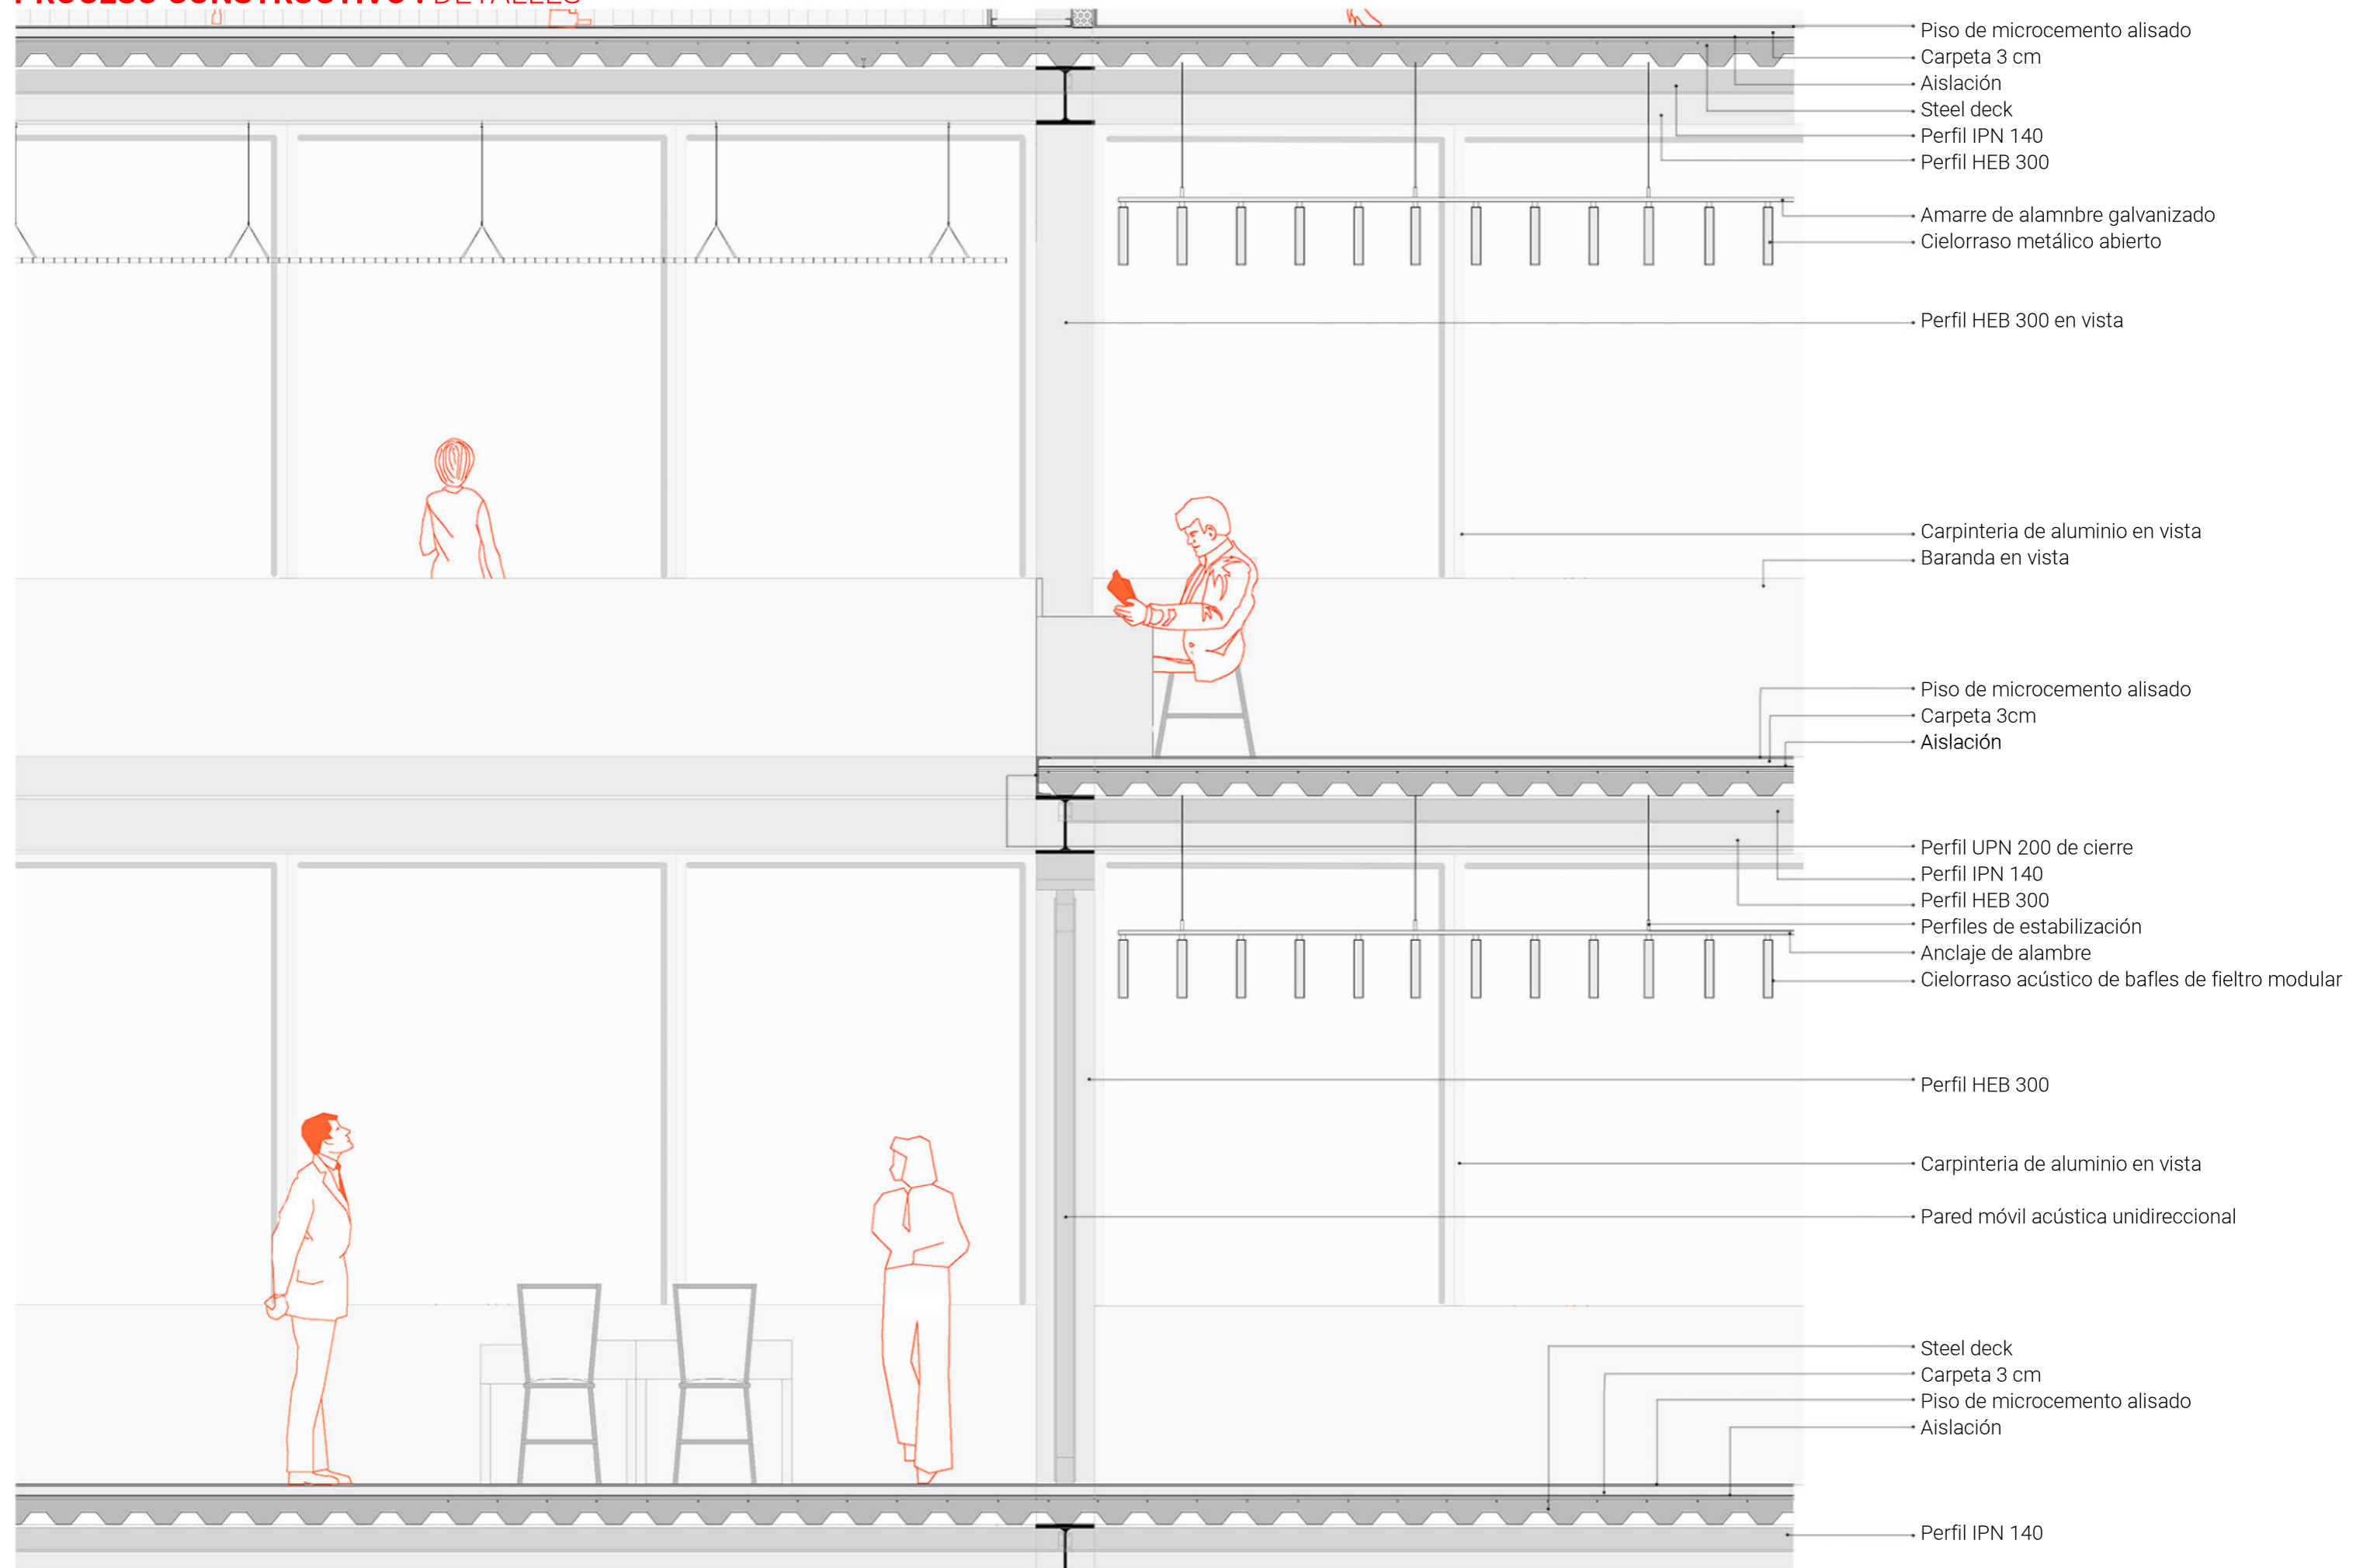 PROCESO CONSTRUCTIVO : DETALLES
Piso de microcemento alisado
Carpeta 3 cm
Aislación
Steel deck
Perfil IPN 140
Perfil HEB 300
Amarre de alamnbre galvanizado
Cielorraso metálico abierto
Perfil HEB 300 en vista
Carpinteria de aluminio en vista
Baranda en vista
Piso de microcemento alisado
Carpeta 3cm
Aislación
Perfil UPN 200 de cierre
Perfil IPN 140
Perfil HEB 300
Perfiles de estabilización
Anclaje de alambre
Cielorraso acústico de bafles de fieltro modular
Perfil HEB 300
Carpinteria de aluminio en vista
Pared móvil acústica unidireccional
Steel deck
Carpeta 3 cm
Piso de microcemento alisado
Aislación
Perfil IPN 140